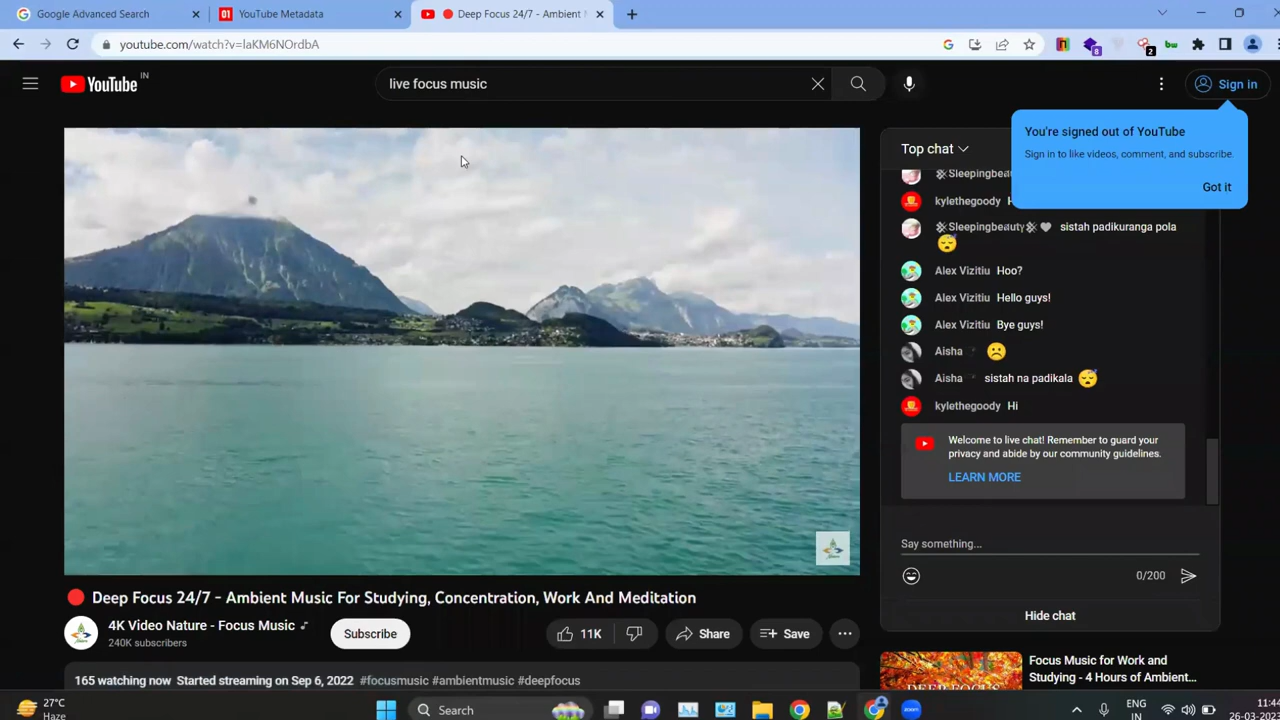 Google Advanced Search
YouTube Metadata
Deep Focus 24/7 - Ambient
youtube.com/watch?v=laKM6NOrdbA
8
2
YouTube IN
live focus music
Sign in
You're signed out of YouTube
Sign in to like videos, comment, and subscribe.
Got it
Top chat
Sleepingbeaut
kylethegoody
Sleepingbeauty sistah padikuranga pola
Alex Vizitiu Hoo?
Alex Vizitiu Hello guys!
Alex Vizitiu Bye guys!
Aisha
Aisha sistah na padikala
kylethegoody Hi
Welcome to live chat! Remember to guard your
privacy and abide by our community guidelines.
LEARN MORE
Say something...
0/200
Hide chat
Deep Focus 24/7 - Ambient Music For Studying, Concentration, Work And Meditation
4K Video Nature - Focus Music
240K subscribers
Subscribe
11K
Share
Save
165 watching now Started streaming on Sep 6, 2022 #focusmusic #ambientmusic #deepfocus
Focus Music for Work and
Studying - 4 Hours of Ambient...
27°C
Haze
Search
ENG
IN
26-03-202